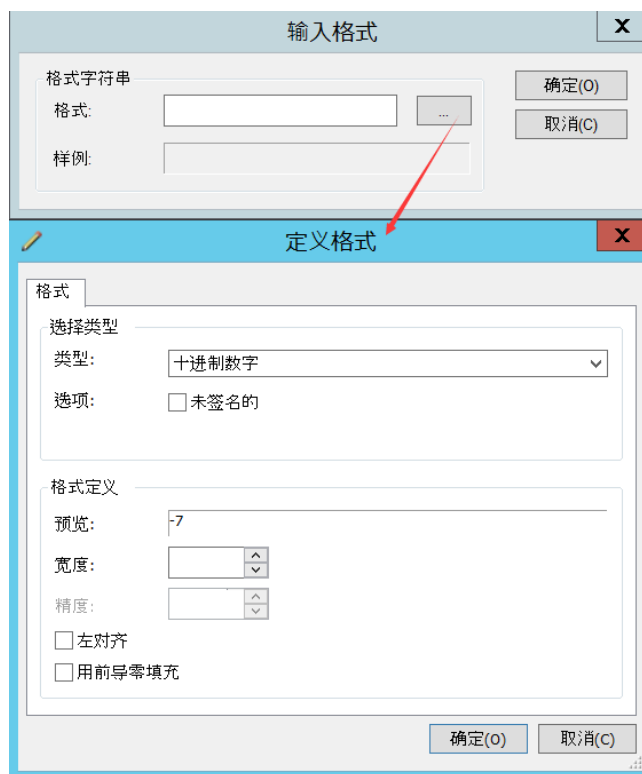 输入格式
X
格式字符串
格式:
...
确定(O)
样例:
取消(C)
定义格式
X
格式
选择类型
类型:
十进制数字
选项:
未签名的
格式定义
预览:
-7
宽度:
精度:
左对齐
用前导零填充
确定(O)
取消(C)